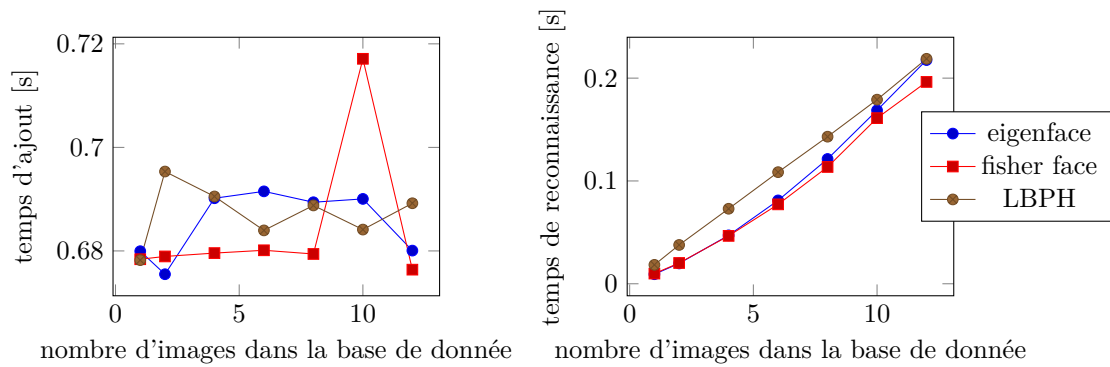 temps d'ajout [s]
0.72
0.7
0.68
0
5
10
nombre d'images dans la base de donnée
temps de reconnaissance [s]
0.2
0.1
0
0
5
10
nombre d'images dans la base de donnée
eigenface
fisher face
LBPH